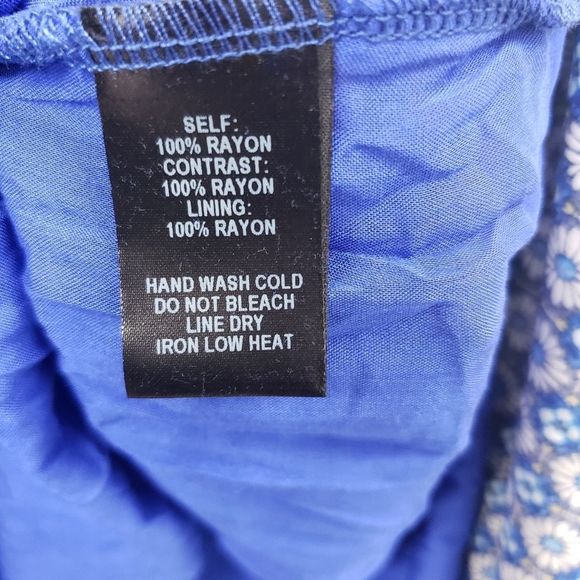 SELF:
100% RAYON
CONTRAST:
100% RAYON
LINING:
100% RAYON
HAND WASH COLD
DO NOT BLEACH
LINE DRY
IRON LOW HEAT